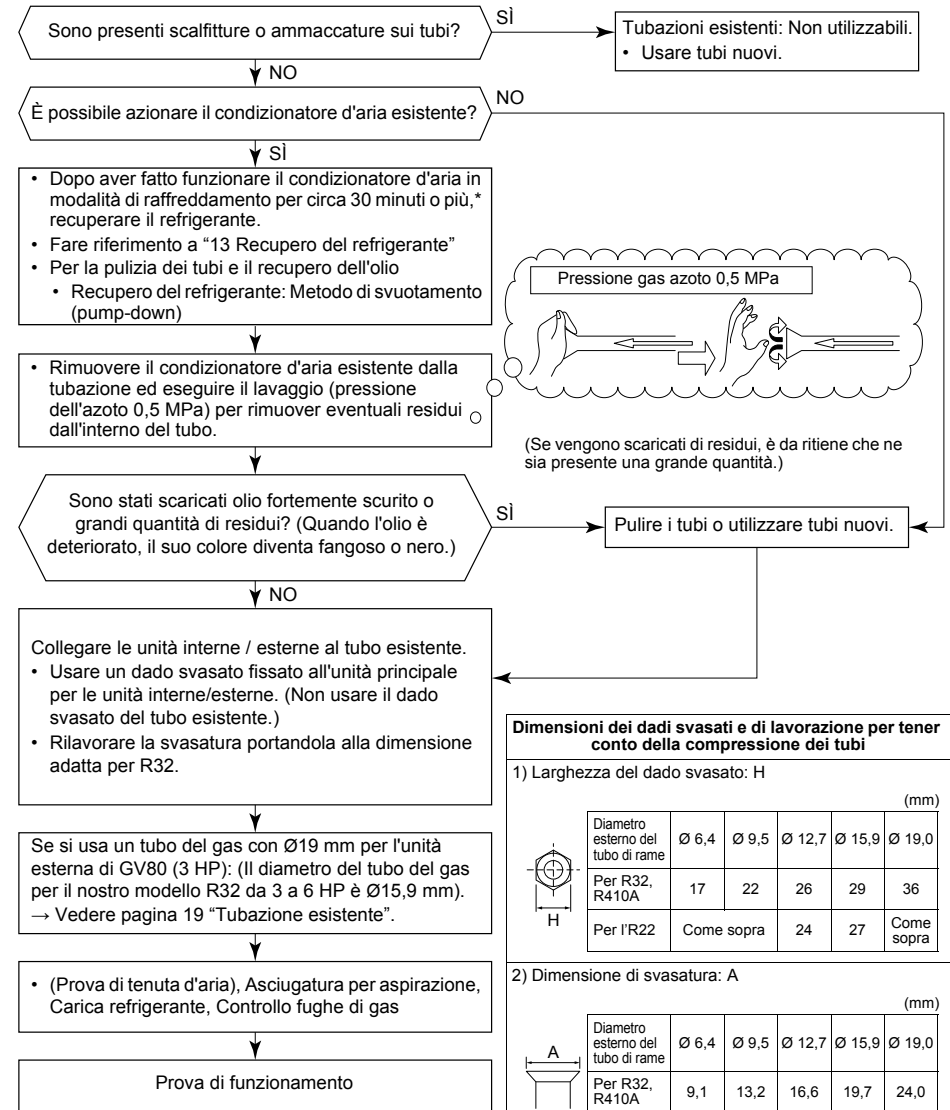 Sono presenti scalfitture o ammaccature sui tubi?
SÌ
Tubazioni esistenti: Non utilizzabili.
• Usare tubi nuovi.
NO
È possibile azionare il condizionatore d'aria esistente?
NO
SÌ
• Dopo aver fatto funzionare il condizionatore d'aria in
modalità di raffreddamento per circa 30 minuti o più,*
recuperare il refrigerante.
• Fare riferimento a “13 Recupero del refrigerante”
• Per la pulizia dei tubi e il recupero dell'olio
• Recupero del refrigerante: Metodo di svuotamento
(pump-down)
Pressione gas azoto 0,5 MPa
• Rimuovere il condizionatore d'aria esistente dalla
tubazione ed eseguire il lavaggio (pressione
dell'azoto 0,5 MPa) per rimuover eventuali residui
dall'interno del tubo.
(Se vengono scaricati di residui, è da ritiene che ne
sia presente una grande quantità.)
Sono stati scaricati olio fortemente scurito o
grandi quantità di residui? (Quando l'olio è
deteriorato, il suo colore diventa fangoso o nero.)
SÌ
Pulire i tubi o utilizzare tubi nuovi.
NO
Collegare le unità interne / esterne al tubo esistente.
• Usare un dado svasato fissato all'unità principale
per le unità interne/esterne. (Non usare il dado
svasato del tubo esistente.)
• Rilavorare la svasatura portandola alla dimensione
adatta per R32.
Se si usa un tubo del gas con Ø19 mm per l'unità
esterna di GV80 (3 HP): (Il diametro del tubo del gas
per il nostro modello R32 da 3 a 6 HP è Ø15,9 mm).
→ Vedere pagina 19 “Tubazione esistente”.
• (Prova di tenuta d'aria), Asciugatura per aspirazione,
Carica refrigerante, Controllo fughe di gas
Prova di funzionamento
Dimensioni dei dadi svasati e di lavorazione per tener
conto della compressione dei tubi
1) Larghezza del dado svasato: H
(mm)
H
Diametro
esterno del
tubo di rame
Ø 6,4 Ø 9,5 Ø 12,7 Ø 15,9 Ø 19,0
Per R32,
R410A
17 22 26 29 36
Per l'R22
Come sopra 24 27 Come
sopra
2) Dimensione di svasatura: A
(mm)
A
Diametro
esterno del
tubo di rame
Ø 6,4 Ø 9,5 Ø 12,7 Ø 15,9 Ø 19,0
Per R32,
R410A
9,1 13,2 16,6 19,7 24,0